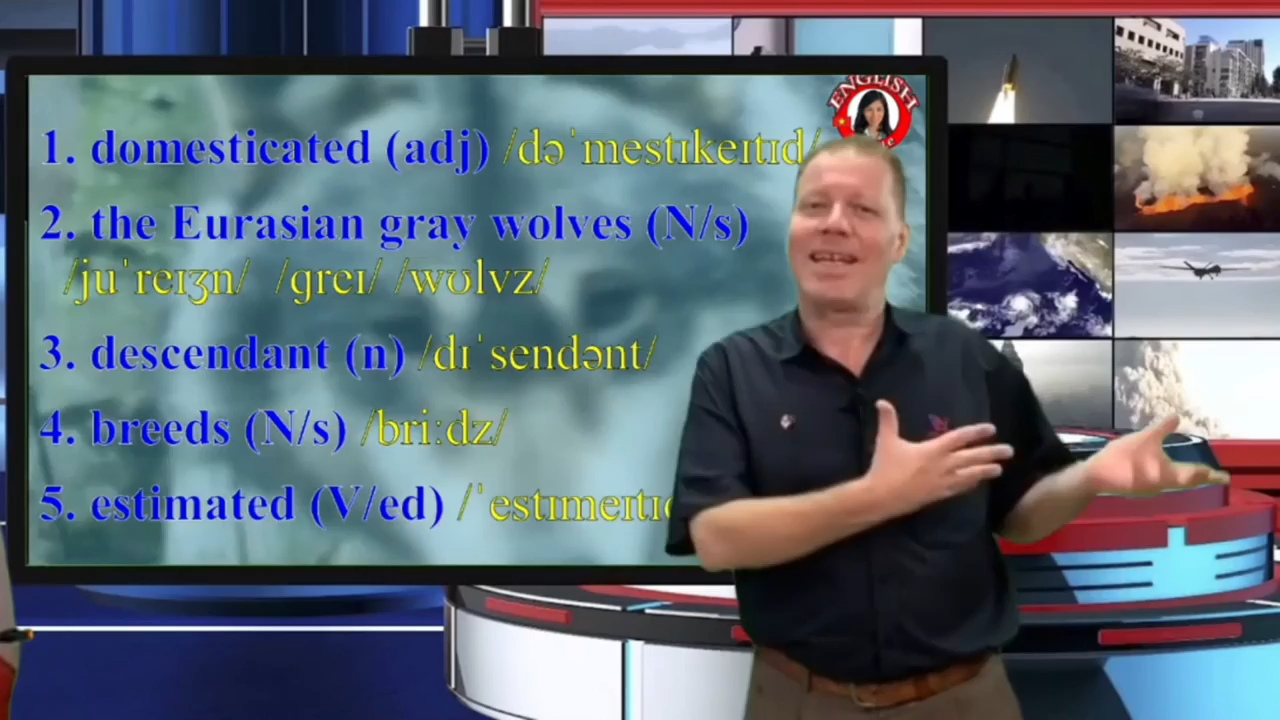 ENGLISH
1. domesticated (adj) /dəˈmestɪkeɪtɪd/
2. the Eurasian gray wolves (N/s)
/juˈreɪʒn/ /ɡreɪ/ /wʊlvz/
3. descendant (n) /dɪˈsendənt/
4. breeds (N/s) /briːdz/
5. estimated (V/ed) /ˈestɪmeɪtɪ